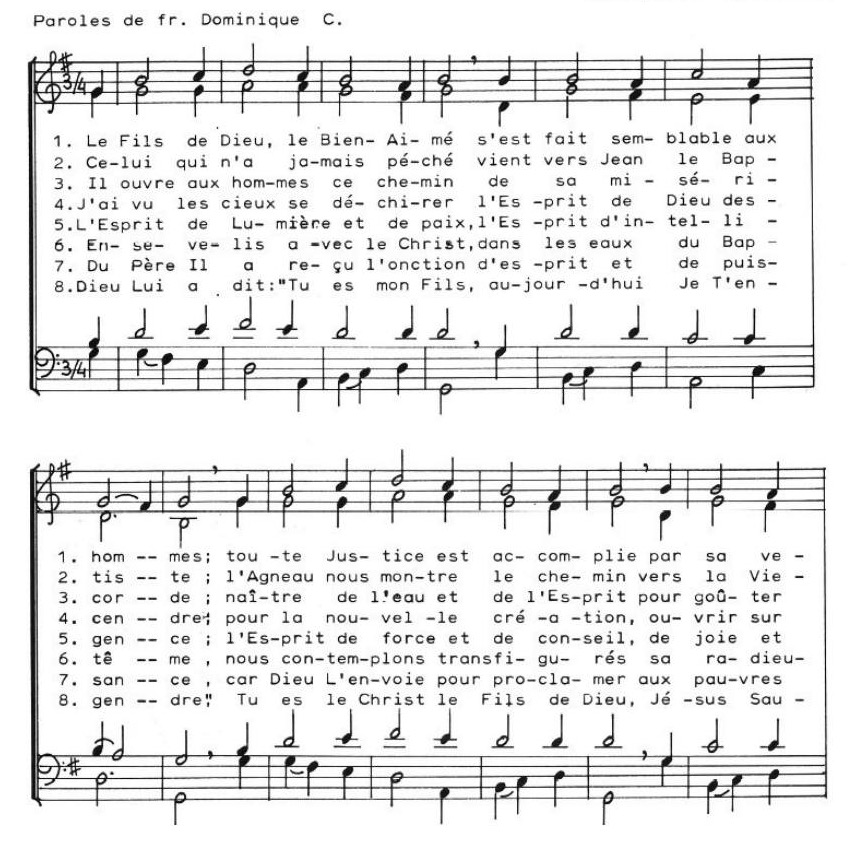 Paroles de fr. Dominique C.
3/4
1. Le Fils de Dieu, le Bien- Ai- mé s'est fait sem- blable aux
2. Ce-lui qui n'a ja-mais pé-ché vient vers Jean le Bap -
3. Il ouvre aux hom-mes ce che-min de sa mi - sé- ri -
4.J'ai vu les cieux se dé- chi-rer l'Es -prit de Dieu des -
5.L'Esprit de Lu- mière et de paix,l'Es -prit d'in- tel- li -
6. En- se- ve- lis a -vec le Christ,dans les eaux du Bap -
7. Du Père Il a re- çu l'onction d'es -prit et de puis-
8.Dieu Lui a dit:"Tu es mon Fils, au-jour -d'hui Je T'en -
3/4
1. hom -- mes; tou -te Jus- tice est ac- com- plie par sa ve -
2. tis -- te ; l'Agneau nous mon-tre le che- min vers la Vie -
3. cor -- de ; naî-tre de l'eau et de l'Es-prit pour goû- ter
4. cen -- dre; pour la nou- vel -le cré -a -tion, ou- vrir sur
5. gen -- ce ; l'Es-prit de force et de con-seil, de joie et
6. tê -- me , nous con-tem-plons transfi- gu- rés sa ra- dieu-
7. san -- ce , car Dieu L'en-voie pour pro-cla- mer aux pau-vres
8. gen -- dre". Tu es le Christ le Fils de Dieu, Jé -sus Sau -